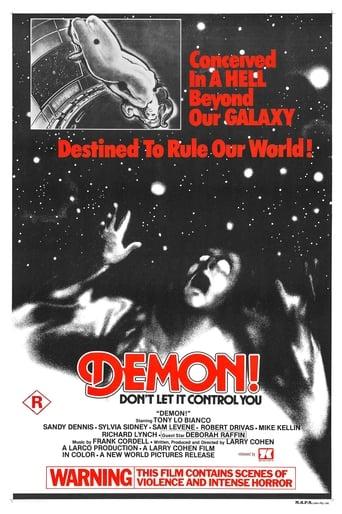 Conceived
In A HELL
Beyond
Our GALAXY
Destined To Rule Our World!
DEMON!
DON'T LET IT CONTROL YOU
R
"DEMON!"
Starring TONY LO BIANCO
SANDY DENNIS, SYLVIA SIDNEY, SAM LEVENE, ROBERT DRIVAS, MIKE KELLIN
RICHARD LYNCH • Guest Star DEBORAH RAFFIN
Music by FRANK CORDELL • Written, Produced and Directed by LARRY COHEN
A LARCO PRODUCTION • A LARRY COHEN FILM
IN COLOR - A NEW WORLD PICTURES RELEASE
WARNING THIS FILM CONTAINS SCENES OF
VIOLENCE AND INTENSE HORROR